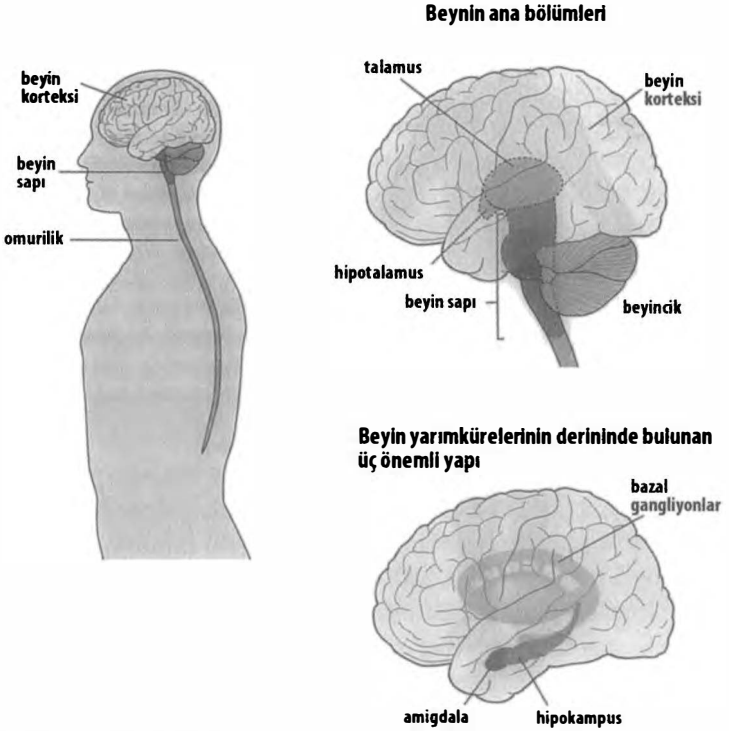 beyin
korteksi
beyin
sapı
omurilik
Beynin ana bölümleri
talamus
beyin
korteksi
hipotalamus
beyin sapı
beyincik
Beyin yarımkürelerinin derininde bulunan
üç önemli yapı
bazal
gangliyonlar
amigdala
hipokampus